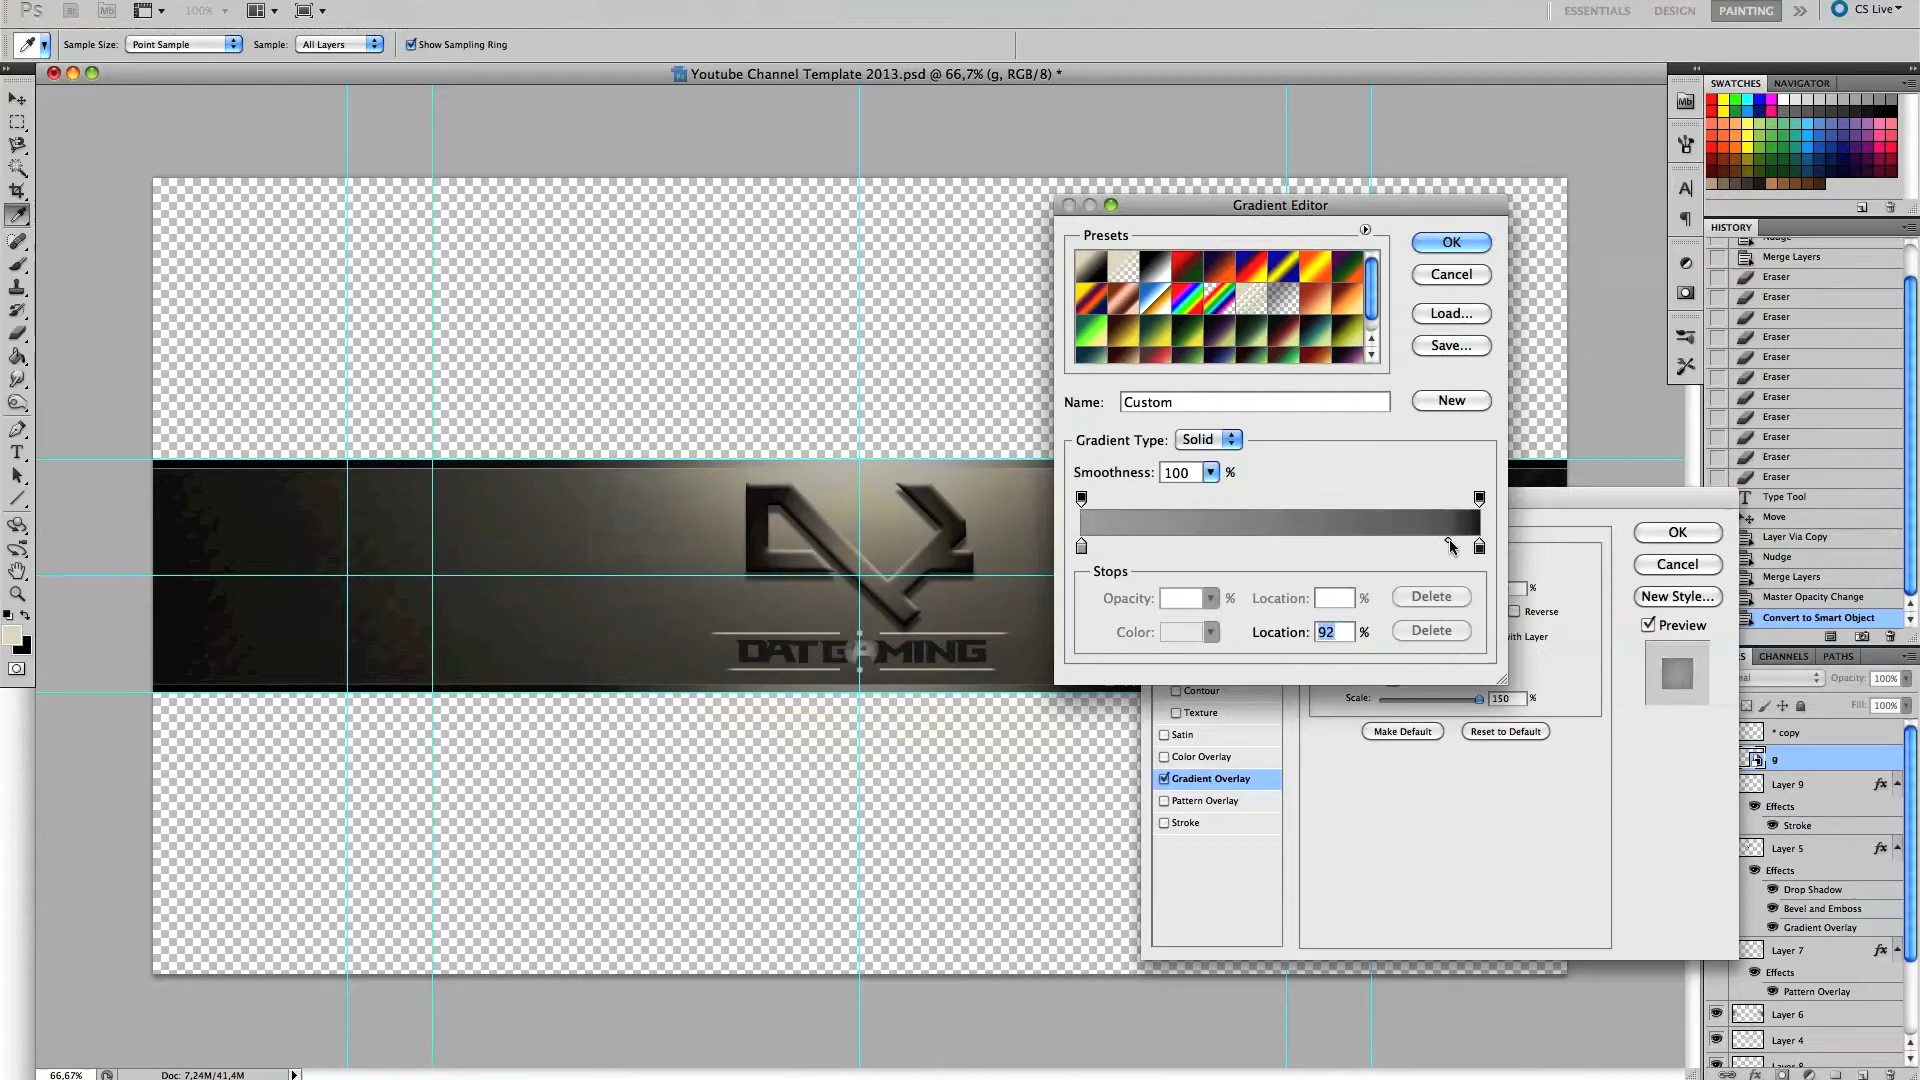 Ps Br Mb 100% ESSENTIALS DESIGN PAINTING CS Live
Sample Size: Point Sample Sample: All Layers Show Sampling Ring
Youtube Channel Template 2013.psd @ 66,7% (g, RGB/8) *
SWATCHES NAVIGATOR
Mb
Gradient Editor
HISTORY
Presets
OK
Cancel
Load...
Save...
Merge Layers
Eraser
Eraser
Eraser
Eraser
Eraser
Eraser
Eraser
Eraser
Eraser
Eraser
Eraser
Type Tool
Move
Layer Via Copy
Nudge
Merge Layers
Master Opacity Change
Convert to Smart Object
Name: Custom New
Gradient Type: Solid
Smoothness: 100 %
Stops
Opacity: % Location: % Delete
Color: Location: 92 % Delete
DATEGAMING
OK
Cancel
New Style...
Preview
%
Reverse
with Layer
Scale: 150 %
Make Default Reset to Default
Contour
Texture
Satin
Color Overlay
Gradient Overlay
Pattern Overlay
Stroke
CHANNELS PATHS
Opacity: 100%
Fill: 100%
* copy
g
Layer 9 fx
Effects
Stroke
Layer 5 fx
Effects
Drop Shadow
Bevel and Emboss
Gradient Overlay
Layer 7 fx
Effects
Pattern Overlay
Layer 6
Layer 4
66,67% Doc: 7,24M/41,4M